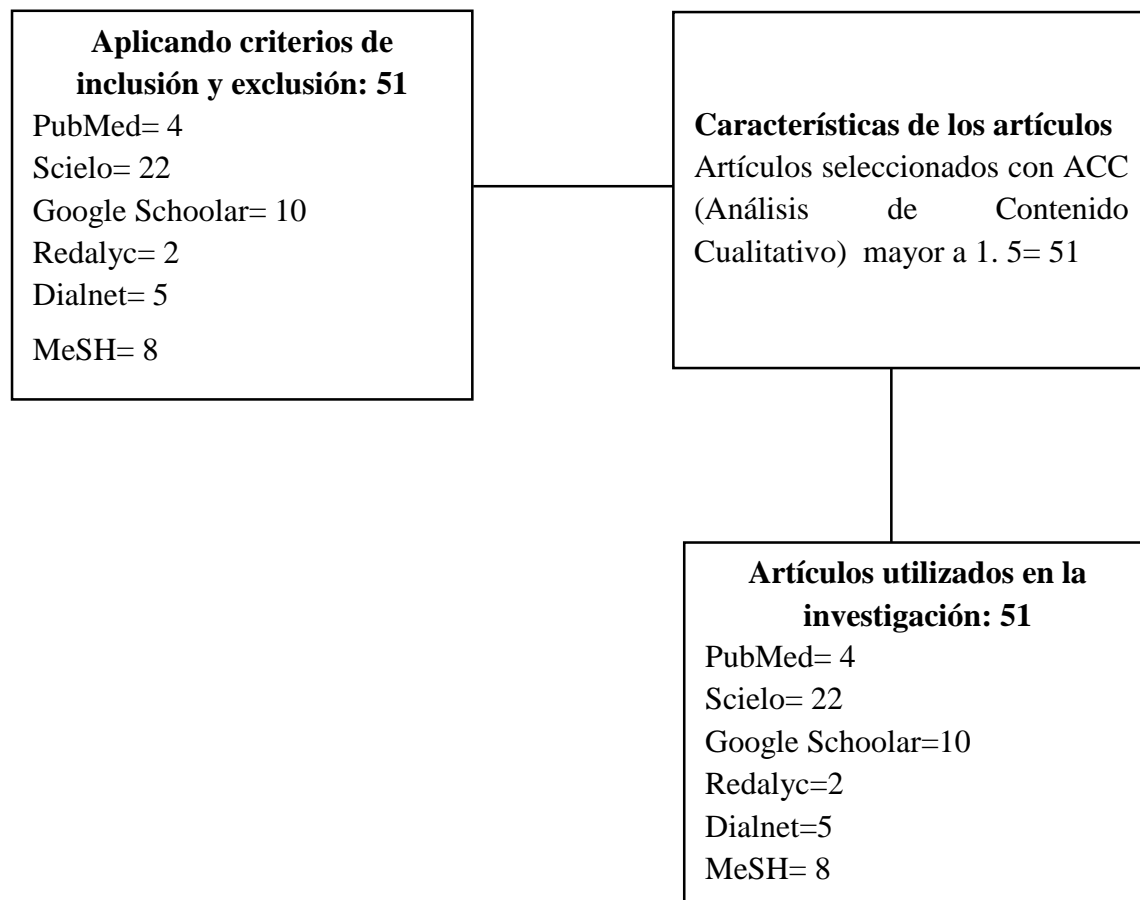 Aplicando criterios de
inclusión y exclusión: 51
PubMed= 4
Scielo= 22
Google Schoolar= 10
Redalyc= 2
Dialnet= 5
MeSH= 8
Características de los artículos
Artículos seleccionados con ACC
(Análisis de Contenido
Cualitativo) mayor a 1. 5= 51
Artículos utilizados en la
investigación: 51
PubMed= 4
Scielo= 22
Google Schoolar=10
Redalyc=2
Dialnet=5
MeSH= 8